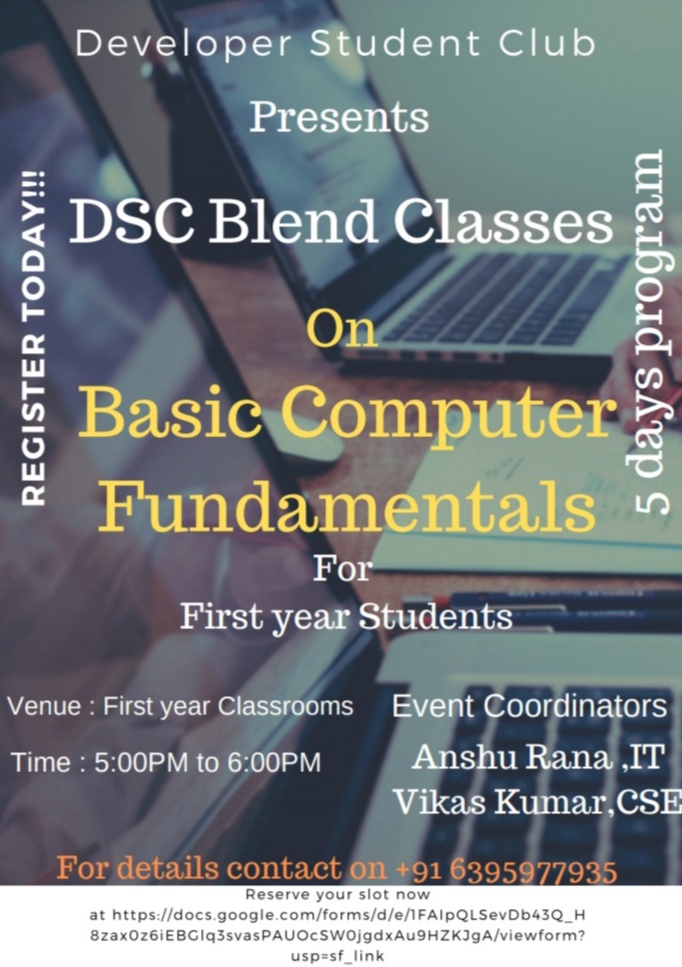 Developer Student Club
Presents
DSC Blend Classes
On
Basic Computer
Fundamentals
For
First year Students
REGISTER TODAY!!!
5 days program
Venue : First year Classrooms
Time : 5:00PM to 6:00PM
Event Coordinators
Anshu Rana ,IT
Vikas Kumar,CSE
For details contact on +91 6395977935
Reserve your slot now
at https://docs.google.com/forms/d/e/1FAIpQLSevDb43Q_H
8zax0z6iEBGlq3svasPAUOcSW0jgdxAu9HZKJgA/viewform?
usp=sf_link